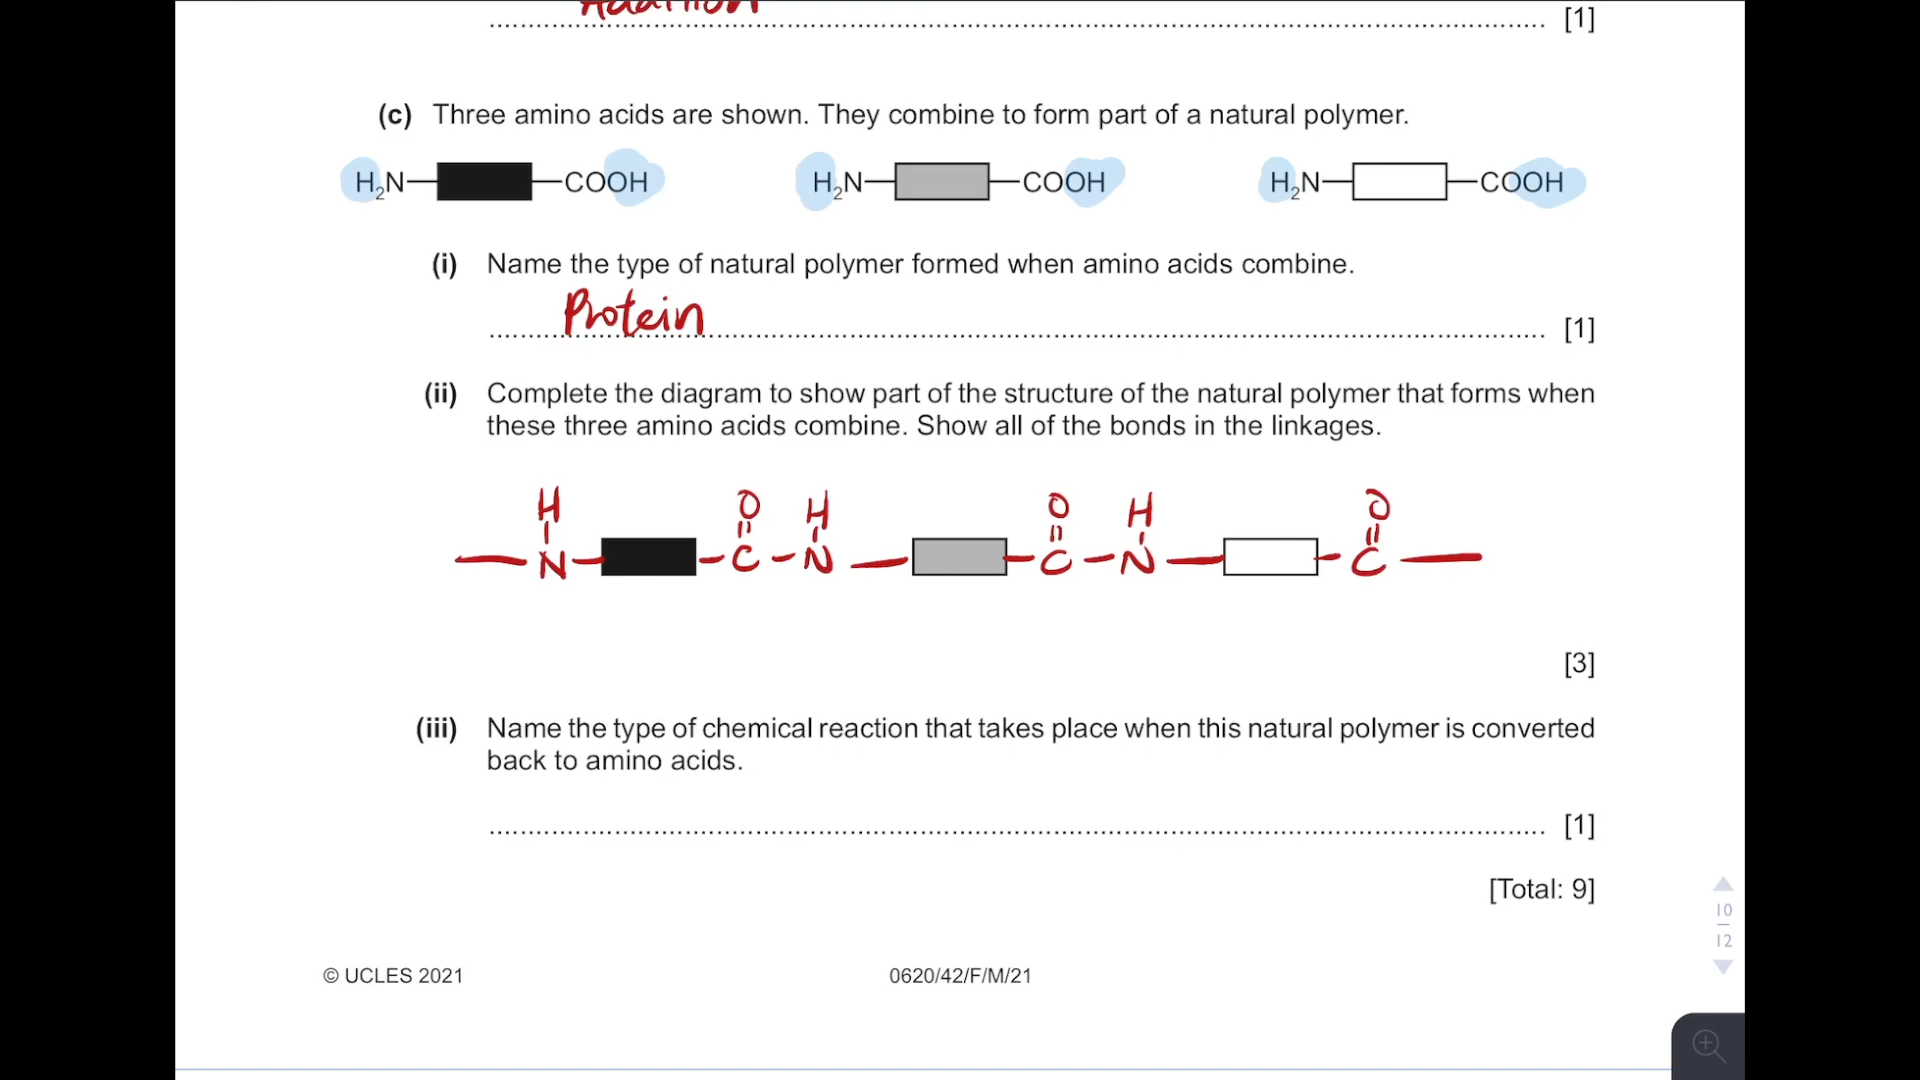 Addition
[1]
(c) Three amino acids are shown. They combine to form part of a natural polymer.
H2N COOH H2N COOH H2N COOH
(i) Name the type of natural polymer formed when amino acids combine.
Protein [1]
(ii) Complete the diagram to show part of the structure of the natural polymer that forms when
these three amino acids combine. Show all of the bonds in the linkages.
H O H O H O
N C N C N C
[3]
(iii) Name the type of chemical reaction that takes place when this natural polymer is converted
back to amino acids.
[1]
[Total: 9]
10
12
© UCLES 2021 0620/42/F/M/21